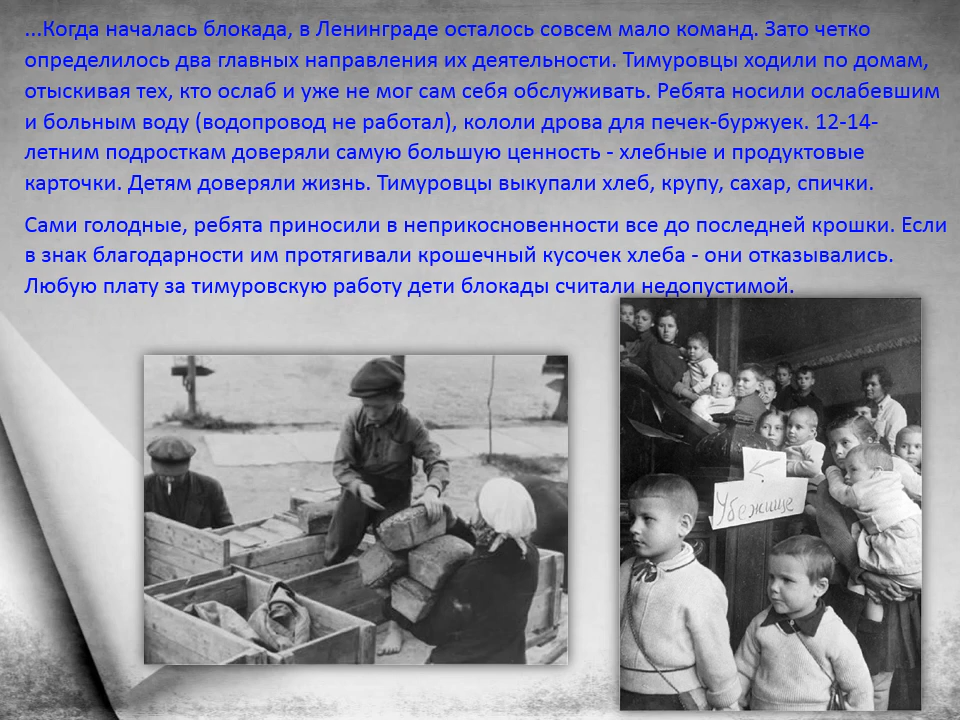 ...Когда началась блокада, в Ленинграде осталось совсем мало команд. Зато четко
определилось два главных направления их деятельности. Тимуровцы ходили по домам,
отыскивая тех, кто ослаб и уже не мог сам себя обслуживать. Ребята носили ослабевшим
и больным воду (водопровод не работал), кололи дрова для печек-буржуек. 12-14-
летним подросткам доверяли самую большую ценность - хлебные и продуктовые
карточки. Детям доверяли жизнь. Тимуровцы выкупали хлеб, крупу, сахар, спички.
Сами голодные, ребята приносили в неприкосновенности все до последней крошки. Если
в знак благодарности им протягивали крошечный кусочек хлеба - они отказывались.
Любую плату за тимуровскую работу дети блокады считали недопустимой.
Убежище